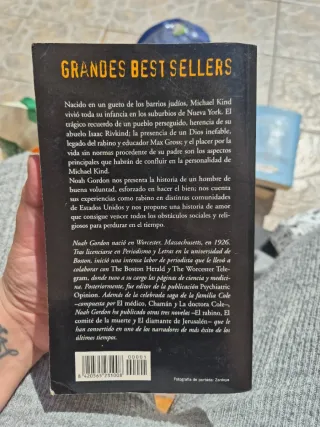 GRANDES BEST SELLERS
Nacido en un gueto de los barrios judíos, Michael Kind
vivió toda su infancia en los suburbios de Nueva York. El
trágico recuerdo de un pueblo perseguido, herencia de su
abuelo Isaac Rivkind; la presencia de un Dios inefable,
legado del rabino y educador Max Gross; y el placer por la
vida sin normas procedente de su padre son los aspectos
principales que habrán de confluir en la personalidad de
Michael Kind.
Noah Gordon nos presenta la historia de un hombre de
buena voluntad, esforzado en hacer el bien; nos cuenta
sus experiencias como rabino en distintas comunidades
de Estados Unidos y nos propone una historia de amor
que consigue vencer todos los obstáculos sociales y reli-
giosos para perdurar en el tiempo.
Noah Gordon nació en Worcester, Massachusetts, en 1926.
Tras licenciarse en Periodismo y Letras en la universidad de
Boston, inició una intensa labor de periodista que le llevó a
colaborar con The Boston Herald y The Worcester Tele-
gram, donde tuvo a su cargo las páginas de ciencia y medici-
na. Posteriormente, fue editor de la publicación Psychiatric
Opinion. Además de la celebrada saga de la familia Cole
–compuesta por El médico, Chamán y La doctora Cole–,
Noah Gordon ha publicado otras tres novelas –El rabino, El
comité de la muerte y El diamante de Jerusalén– que le
han convertido en uno de los narradores de más éxito de los
últimos tiempos.
00001
Fotografía de portada: Zardoya